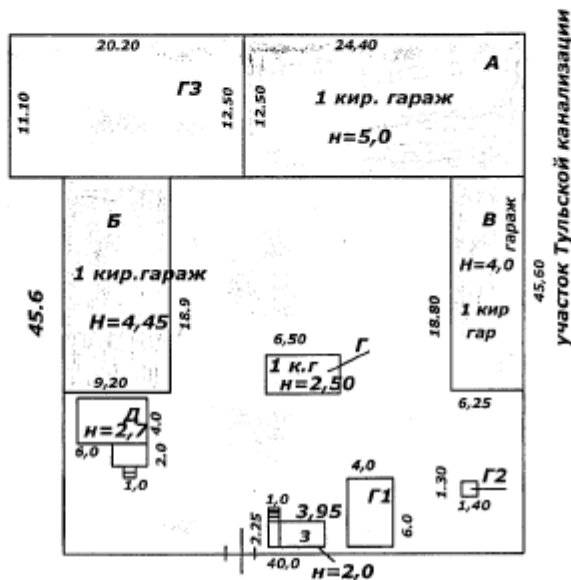 20.20
24,40
А
Г3
11.10
12.50
12.50
1 кир. гараж
н=5,0
участок Тульской канализации
Б
В
гараж
1 кир.гараж
Н=4,0
45.6
Н=4,45
18.9
18.80
1 кир
гар
45,60
6,50
Г
1 к.г
н=2,50
9,20
6,25
Д
4.0
н=2,7
6,0
2.0
1,0
4,0
Г1
6.0
1.30
Г2
1,40
1,0
3,95
2.25
3
40,0
н=2,0